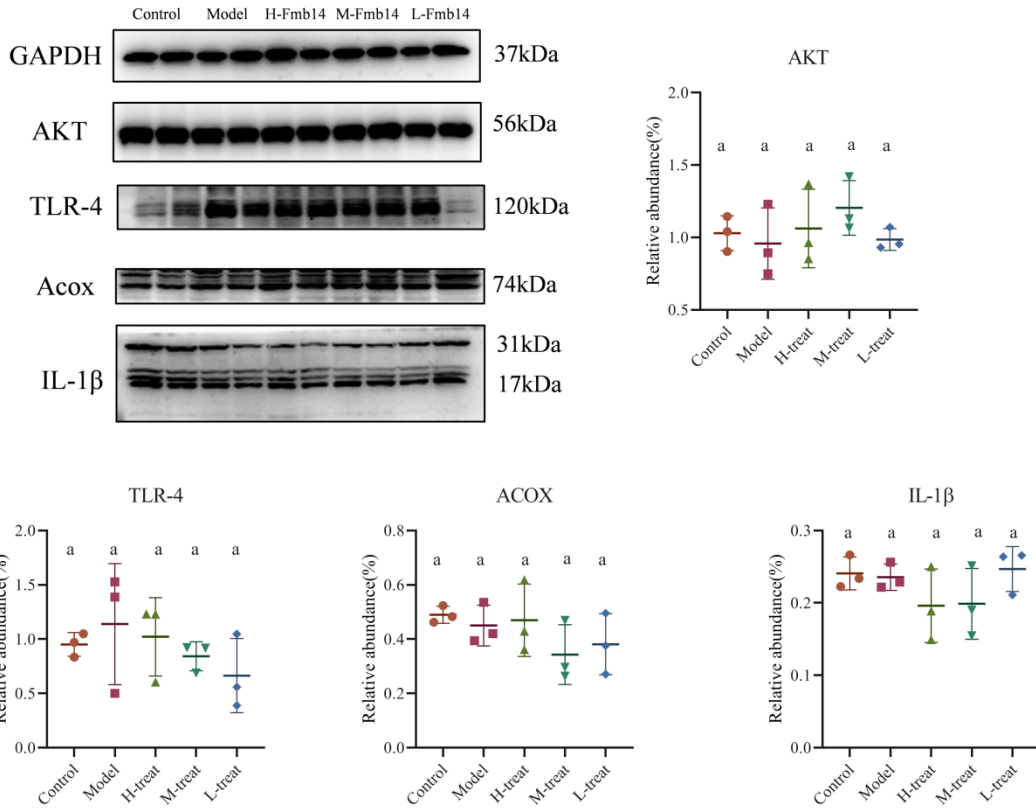 Control Model H-Fmb14 M-Fmb14 L-Fmb14
GAPDH 37kDa
AKT 56kDa
TLR-4 120kDa
Acox 74kDa
IL-1β 31kDa
17kDa
AKT
Relative abundance(%)
2.0
1.5
1.0
0.5
a a a a a
Control Model H-treat M-treat L-treat
TLR-4
Relative abundance(%)
2.0
1.5
1.0
0.5
0.0
a a a a a
Control Model H-treat M-treat L-treat
ACOX
Relative abundance(%)
0.8
0.6
0.4
0.2
0.0
a a a a a
Control Model H-treat M-treat L-treat
IL-1β
Relative abundance(%)
0.3
0.2
0.1
0.0
a a a a a
Control Model H-treat M-treat L-treat